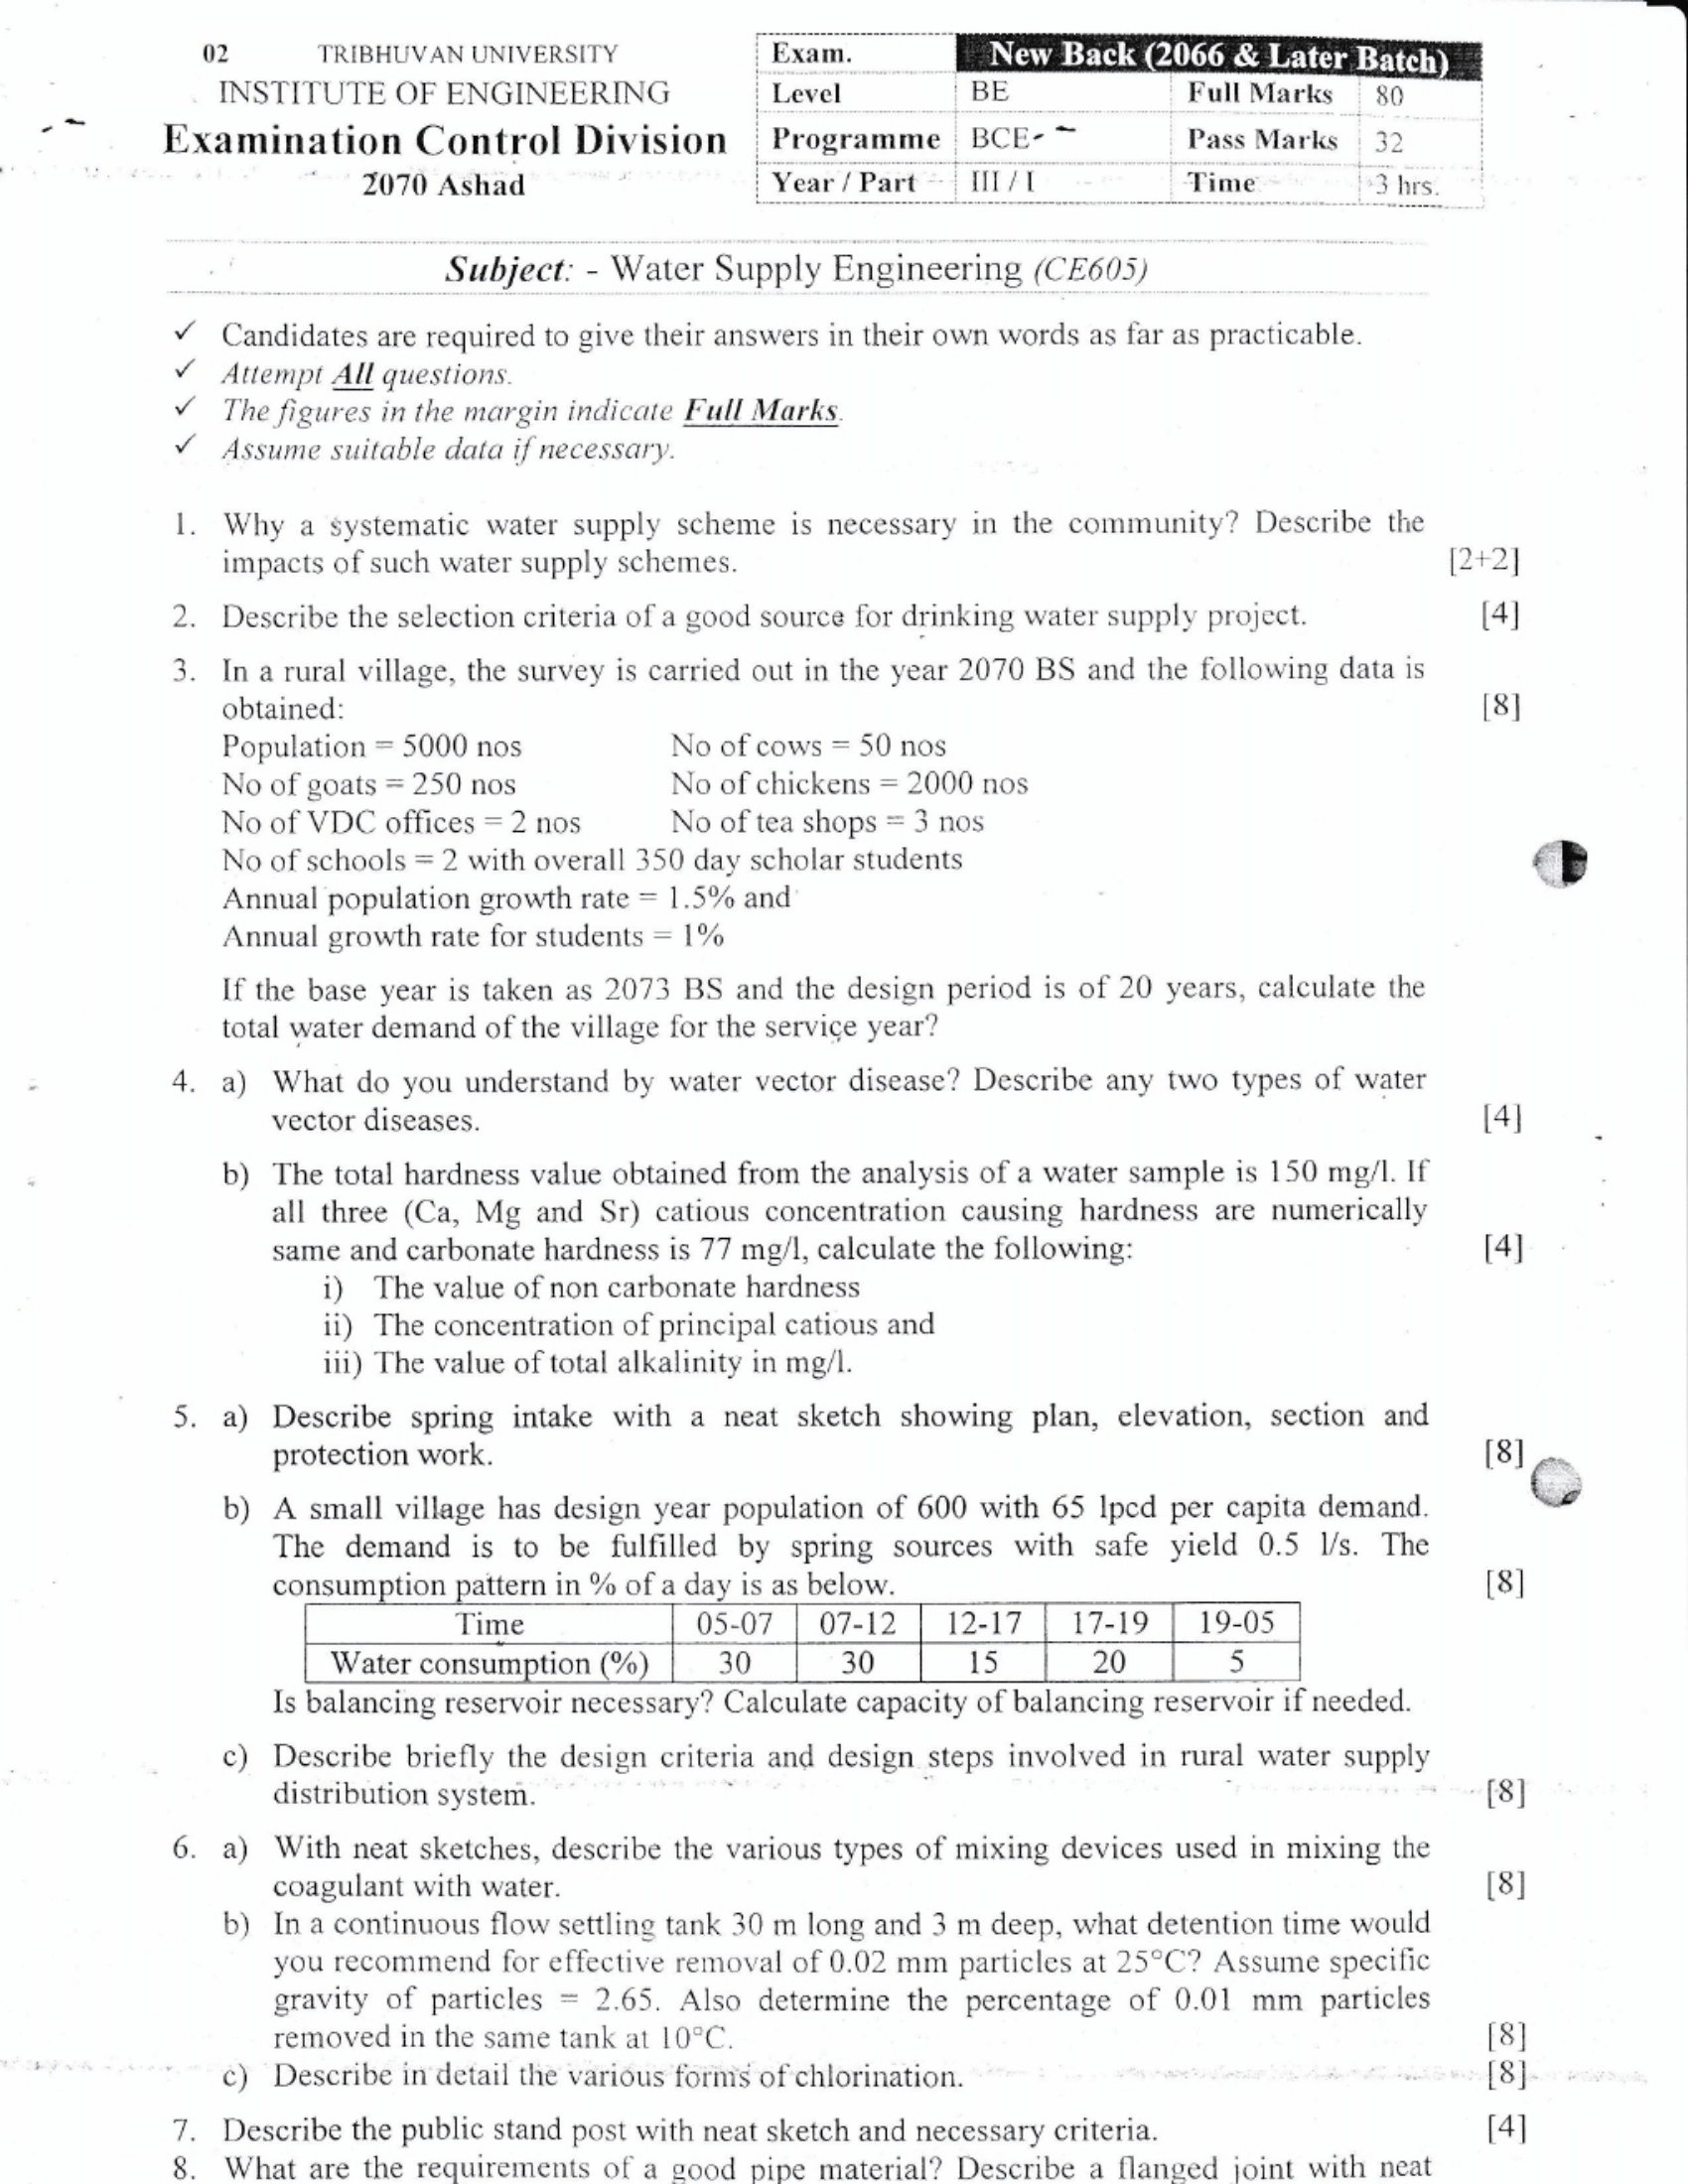 02 TRIBHUVAN UNIVERSITY
INSTITUTE OF ENGINEERING
Examination Control Division
2070 Ashad
Exam. New Back (2066 & Later Batch)
Level BE Full Marks 80
Programme BCE Pass Marks 32
Year / Part III / I Time 3 hrs.
Subject: - Water Supply Engineering (CE605)
✓ Candidates are required to give their answers in their own words as far as practicable.
✓ Attempt All questions.
✓ The figures in the margin indicate Full Marks.
✓ Assume suitable data if necessary.
1. Why a systematic water supply scheme is necessary in the community? Describe the
impacts of such water supply schemes. [2+2]
2. Describe the selection criteria of a good source for drinking water supply project. [4]
3. In a rural village, the survey is carried out in the year 2070 BS and the following data is
obtained: [8]
Population = 5000 nos No of cows = 50 nos
No of goats = 250 nos No of chickens = 2000 nos
No of VDC offices = 2 nos No of tea shops = 3 nos
No of schools = 2 with overall 350 day scholar students
Annual population growth rate = 1.5% and
Annual growth rate for students = 1%
If the base year is taken as 2073 BS and the design period is of 20 years, calculate the
total water demand of the village for the service year?
4. a) What do you understand by water vector disease? Describe any two types of water
vector diseases. [4]
b) The total hardness value obtained from the analysis of a water sample is 150 mg/l. If
all three (Ca, Mg and Sr) catious concentration causing hardness are numerically
same and carbonate hardness is 77 mg/l, calculate the following: [4]
i) The value of non carbonate hardness
ii) The concentration of principal catious and
iii) The value of total alkalinity in mg/l.
5. a) Describe spring intake with a neat sketch showing plan, elevation, section and
protection work. [8]
b) A small village has design year population of 600 with 65 lpcd per capita demand.
The demand is to be fulfilled by spring sources with safe yield 0.5 l/s. The
consumption pattern in % of a day is as below. [8]
Time 05-07 07-12 12-17 17-19 19-05
Water consumption (%) 30 30 15 20 5
Is balancing reservoir necessary? Calculate capacity of balancing reservoir if needed.
c) Describe briefly the design criteria and design steps involved in rural water supply
distribution system. [8]
6. a) With neat sketches, describe the various types of mixing devices used in mixing the
coagulant with water. [8]
b) In a continuous flow settling tank 30 m long and 3 m deep, what detention time would
you recommend for effective removal of 0.02 mm particles at 25°C? Assume specific
gravity of particles = 2.65. Also determine the percentage of 0.01 mm particles
removed in the same tank at 10°C. [8]
c) Describe in detail the various forms of chlorination. [8]
7. Describe the public stand post with neat sketch and necessary criteria. [4]
8. What are the requirements of a good pipe material? Describe a flanged joint with neat